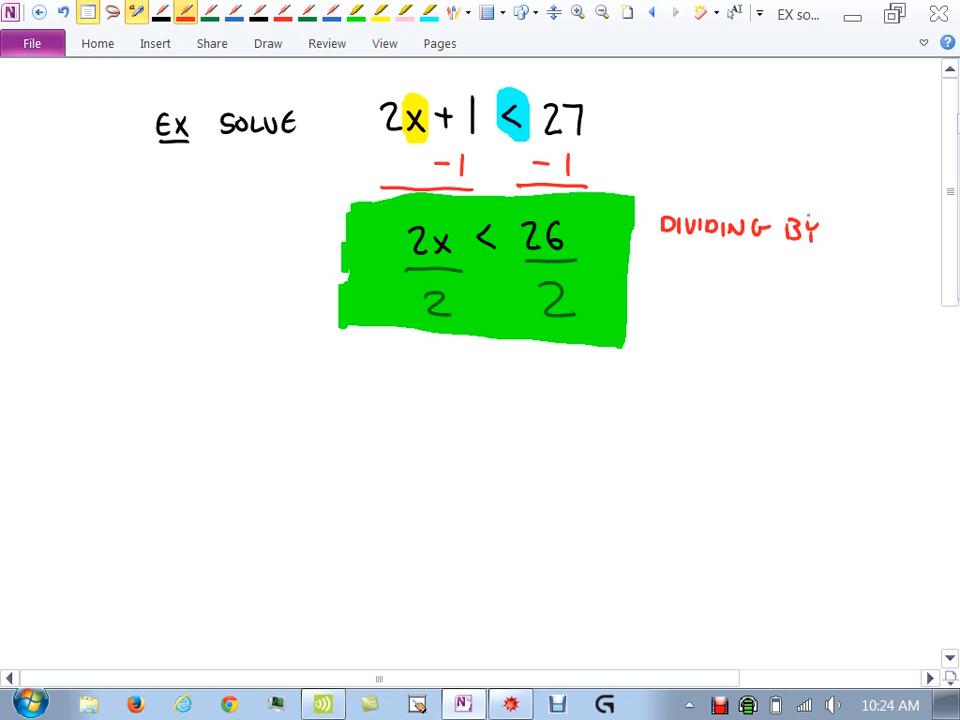 EX so...
File Home Insert Share Draw Review View Pages
EX SOLVE 2x + 1 < 27
- 1 - 1
2x < 26 DIVIDING BY
2 2
10:24 AM